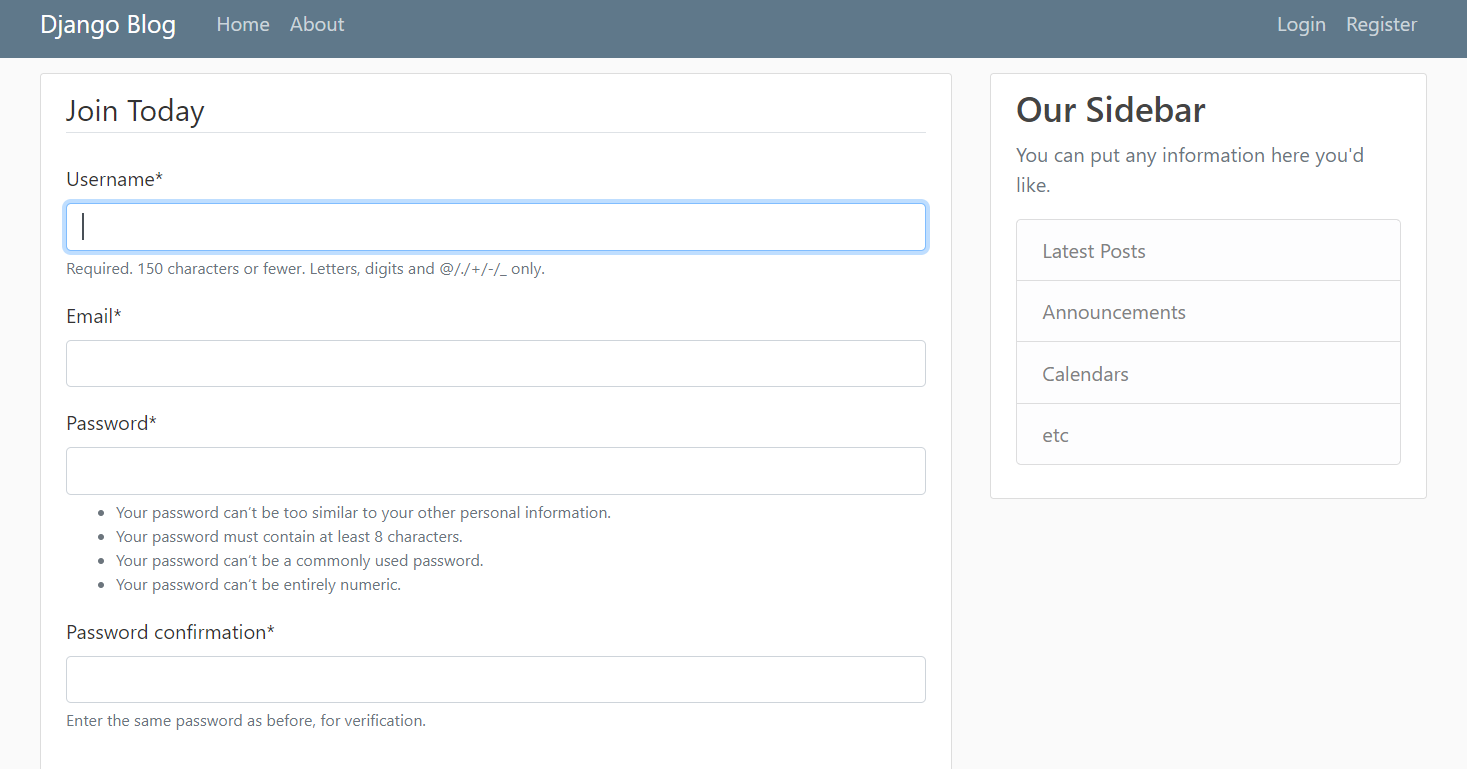 Django Blog Home About Login Register
Join Today
Username*
Required. 150 characters or fewer. Letters, digits and @/./+/-/_ only.
Email*
Password*
Your password can’t be too similar to your other personal information.
Your password must contain at least 8 characters.
Your password can’t be a commonly used password.
Your password can’t be entirely numeric.
Password confirmation*
Enter the same password as before, for verification.
Our Sidebar
You can put any information here you'd
like.
Latest Posts
Announcements
Calendars
etc